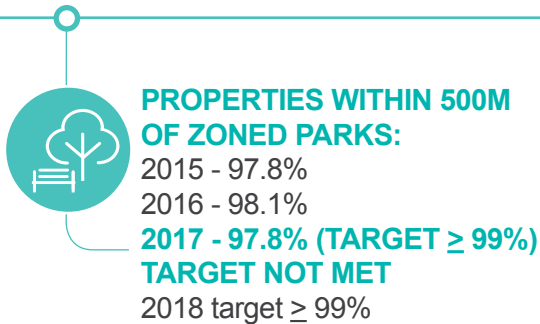 PROPERTIES WITHIN 500M
OF ZONED PARKS:
2015 - 97.8%
2016 - 98.1%
2017 - 97.8% (TARGET ≥ 99%)
TARGET NOT MET
2018 target ≥ 99%